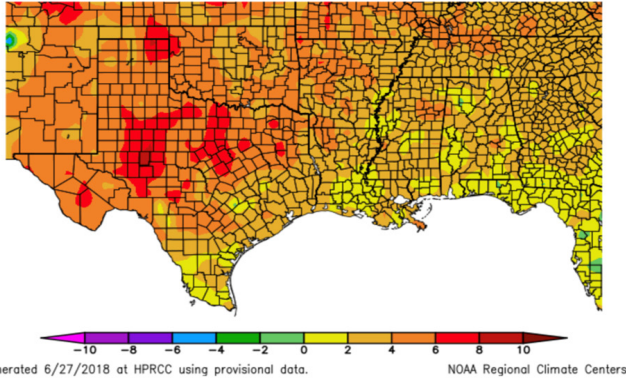 -10 -8 -6 -4 -2 0 2 4 6 8 10
nerated 6/27/2018 at HPRCC using provisional data. NOAA Regional Climate Centers